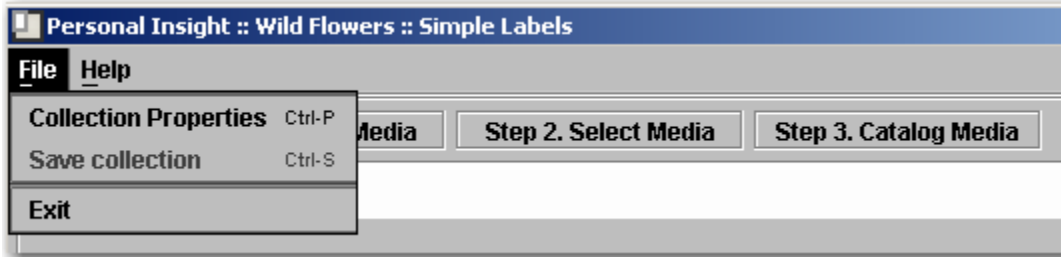 Personal Insight :: Wild Flowers :: Simple Labels
File Help
Collection Properties Ctrl-P
Media Step 2. Select Media Step 3. Catalog Media
Save collection Ctrl-S
Exit